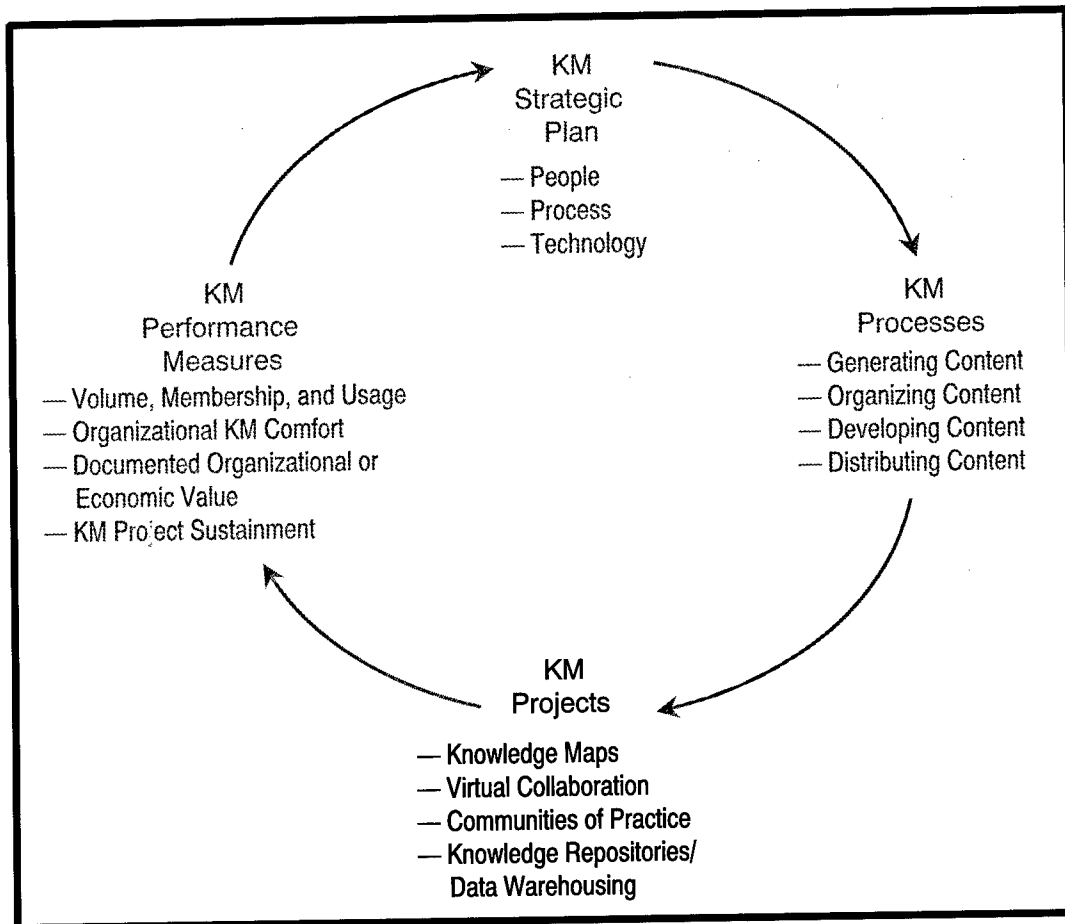 KM
Strategic
Plan
— People
— Process
— Technology
KM
Processes
— Generating Content
— Organizing Content
— Developing Content
— Distributing Content
KM
Projects
— Knowledge Maps
— Virtual Collaboration
— Communities of Practice
— Knowledge Repositories/
Data Warehousing
KM
Performance
Measures
— Volume, Membership, and Usage
— Organizational KM Comfort
— Documented Organizational or
Economic Value
— KM Project Sustainment